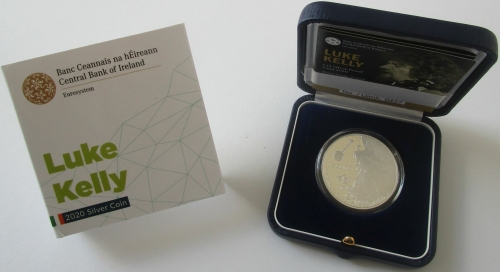 Banc Ceannais na hÉireann
Central Bank of Ireland
Eurosystem
Luke
Kelly
2020 Silver Coin
LUKE
KELLY